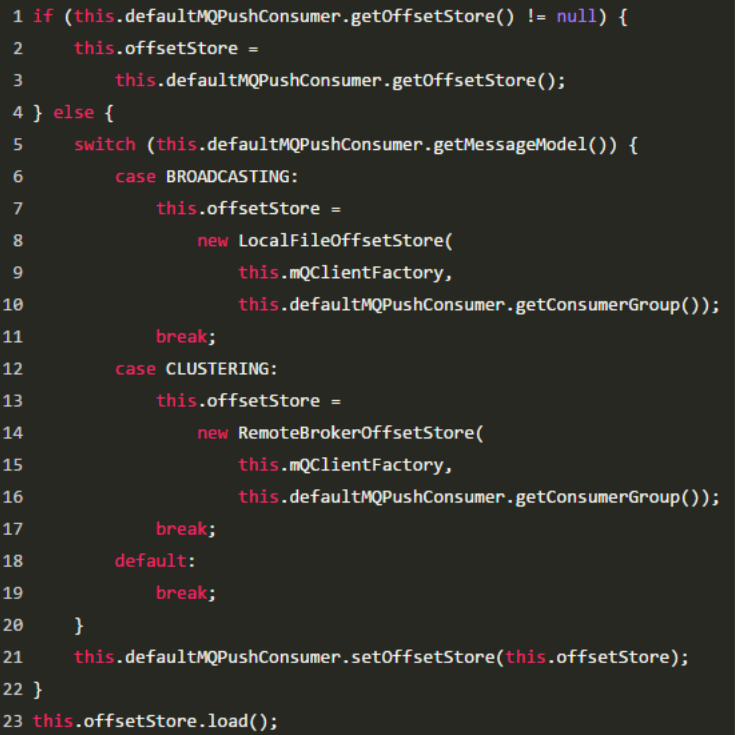 1 if (this.defaultMQPushConsumer.getOffsetStore() != null) {
2     this.offsetStore =
3         this.defaultMQPushConsumer.getOffsetStore();
4 } else {
5     switch (this.defaultMQPushConsumer.getMessageModel()) {
6         case BROADCASTING:
7             this.offsetStore =
8                 new LocalFileOffsetStore(
9                     this.mQClientFactory,
10                     this.defaultMQPushConsumer.getConsumerGroup());
11             break;
12         case CLUSTERING:
13             this.offsetStore =
14                 new RemoteBrokerOffsetStore(
15                     this.mQClientFactory,
16                     this.defaultMQPushConsumer.getConsumerGroup());
17             break;
18         default:
19             break;
20     }
21     this.defaultMQPushConsumer.setOffsetStore(this.offsetStore);
22 }
23 this.offsetStore.load();